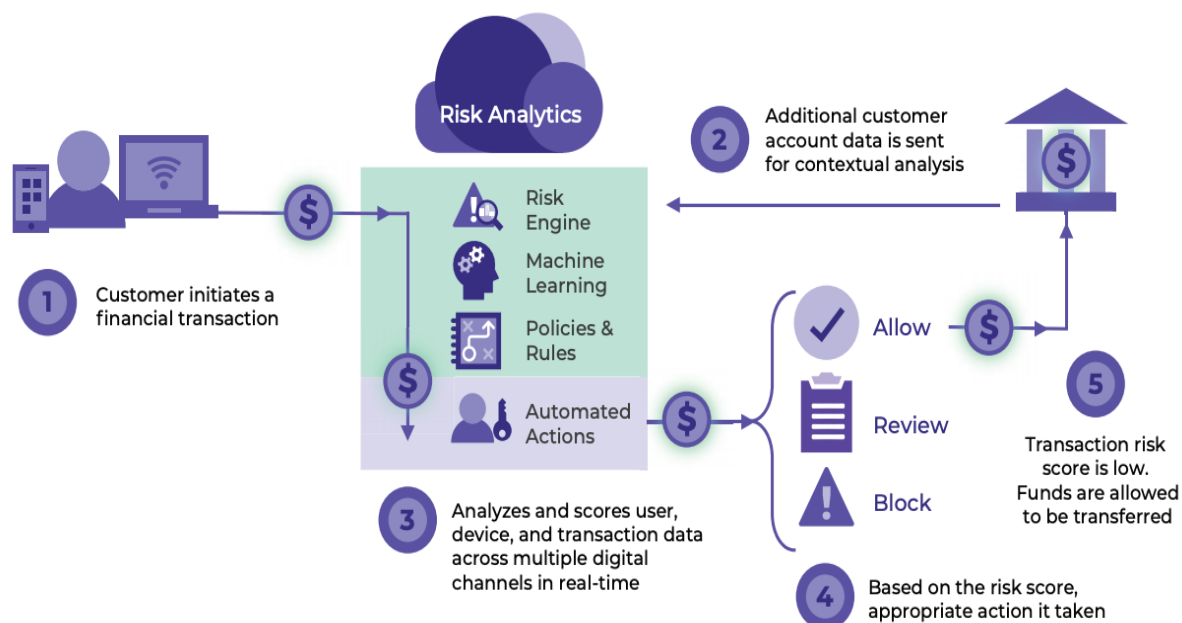 Risk Analytics
1
Customer initiates a
financial transaction
$
Risk
Engine
Machine
Learning
Policies &
Rules
$
Automated
Actions
2
Additional customer
account data is sent
for contextual analysis
$
3
Analyzes and scores user,
device, and transaction data
across multiple digital
channels in real-time
$
Allow
Review
Block
4
Based on the risk score,
appropriate action it taken
$
5
Transaction risk
score is low.
Funds are allowed
to be transferred